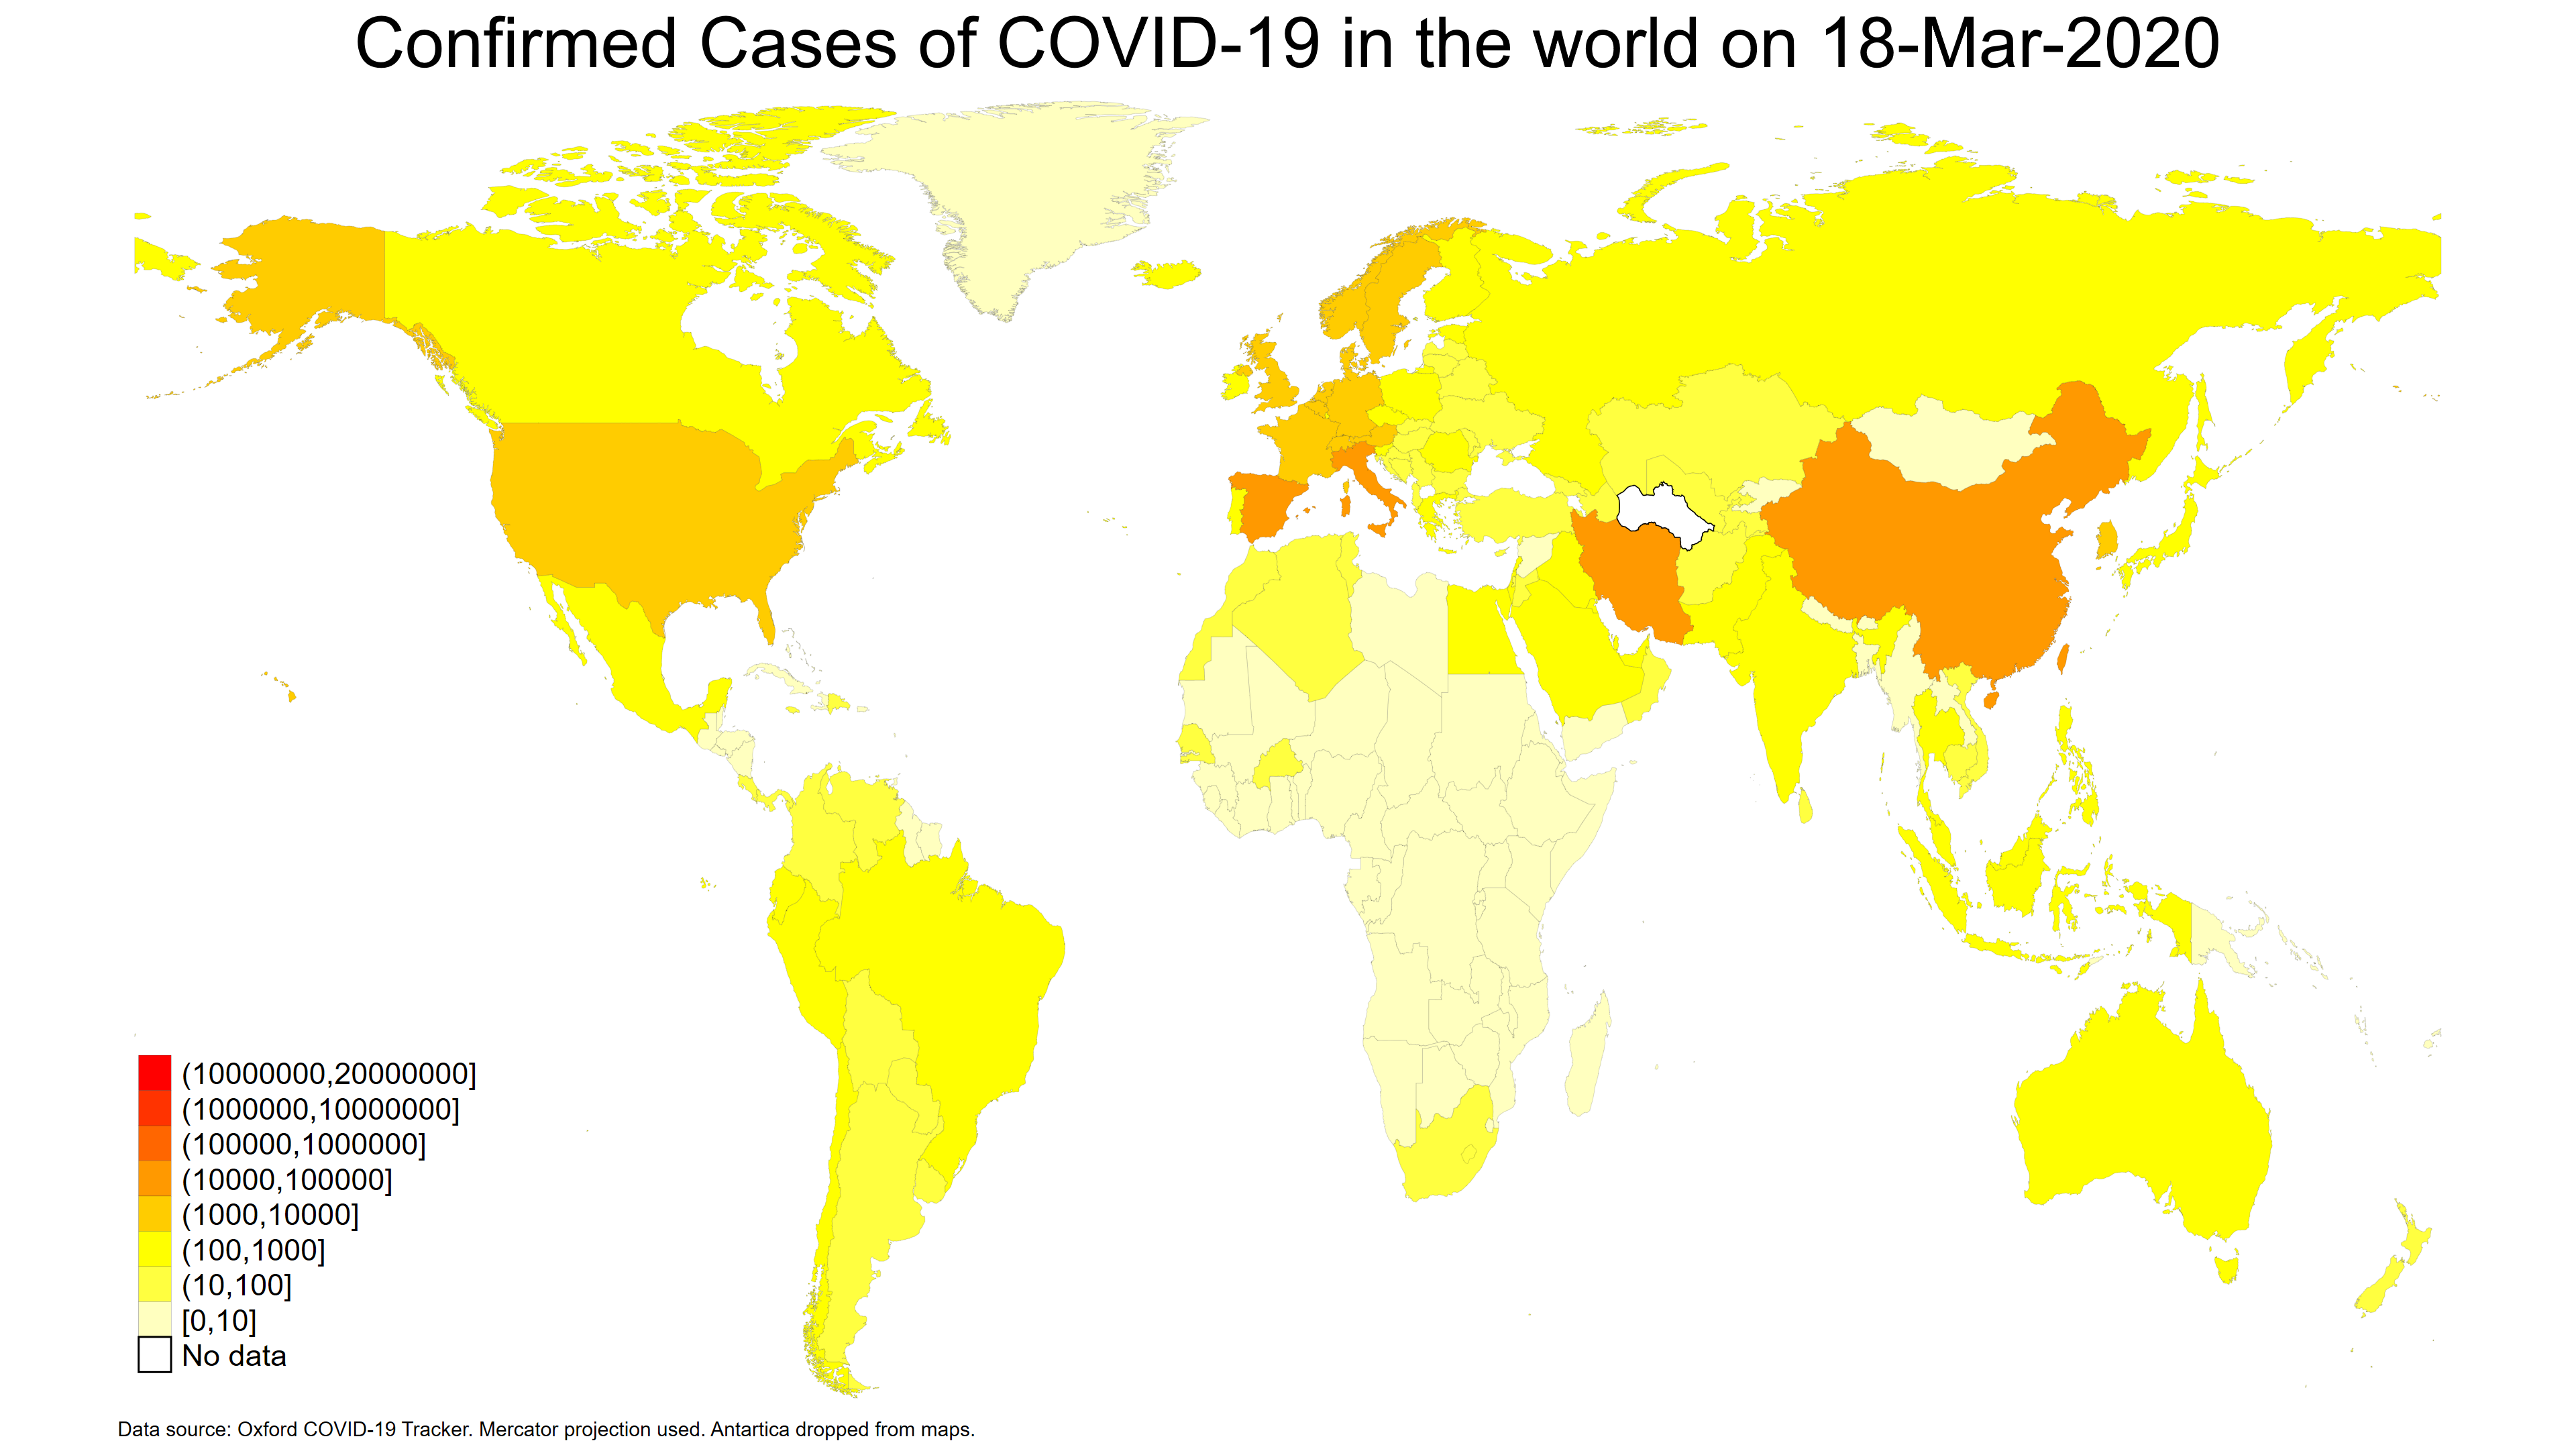 Confirmed Cases of COVID-19 in the world on 18-Mar-2020
(10000000,20000000]
(1000000,10000000]
(100000,1000000]
(10000,100000]
(1000,10000]
(100,1000]
(10,100]
[0,10]
No data
Data source: Oxford COVID-19 Tracker. Mercator projection used. Antartica dropped from maps.